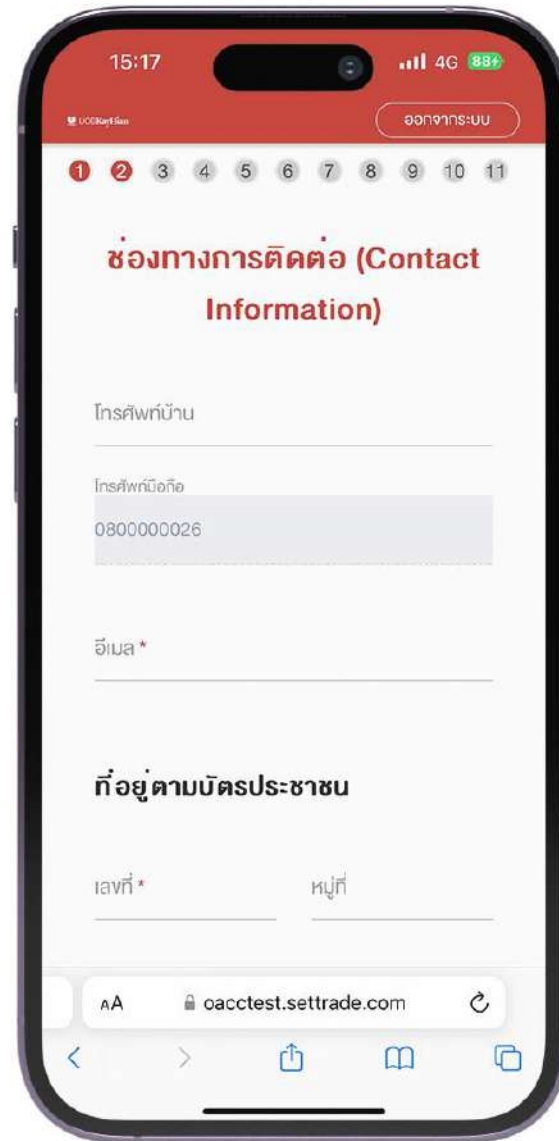 15:17
4G 88
UOBKayHian
ออกจากระบบ
1 2 3 4 5 6 7 8 9 10 11
ช่องทางการติดต่อ (Contact
Information)
โทรศัพท์บ้าน
โทรศัพท์มือถือ
0800000026
อีเมล *
ที่อยู่ตามบัตรประชาชน
เลขที่ * หมู่ที่
AA oacctest.settrade.com